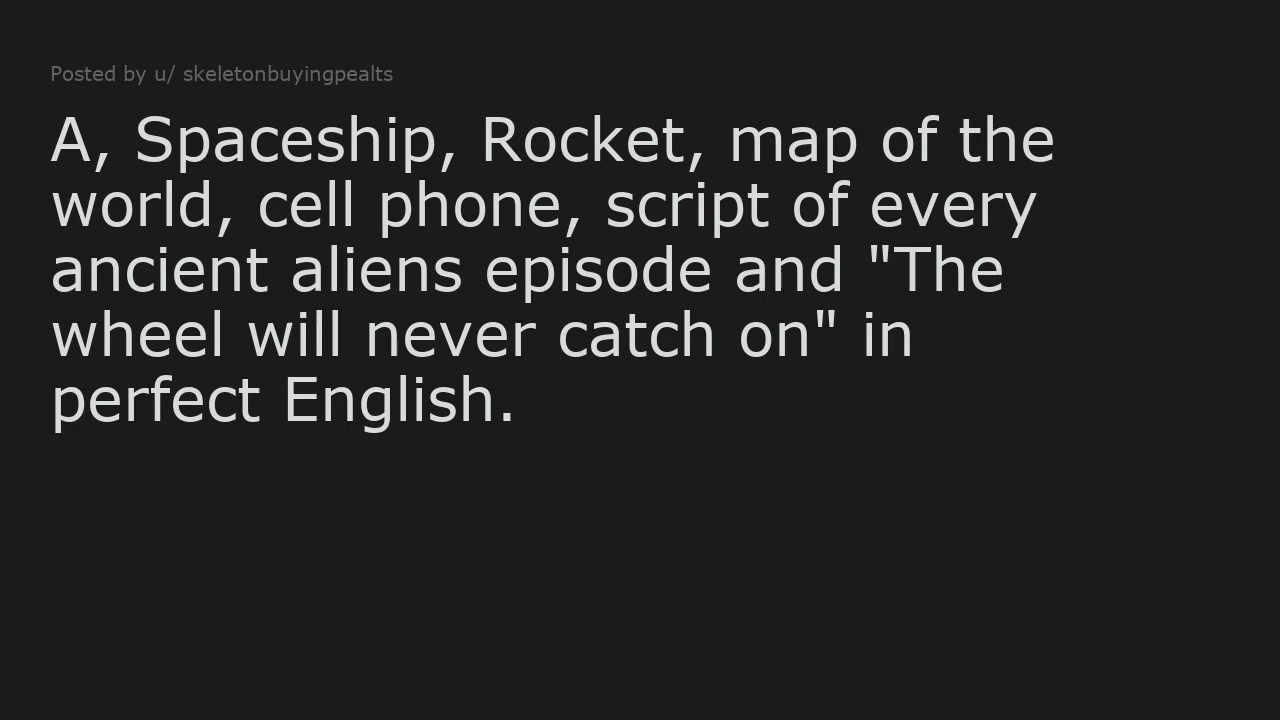 Posted by u/ skeletonbuyingpealts
A, Spaceship, Rocket, map of the
world, cell phone, script of every
ancient aliens episode and "The
wheel will never catch on" in
perfect English.